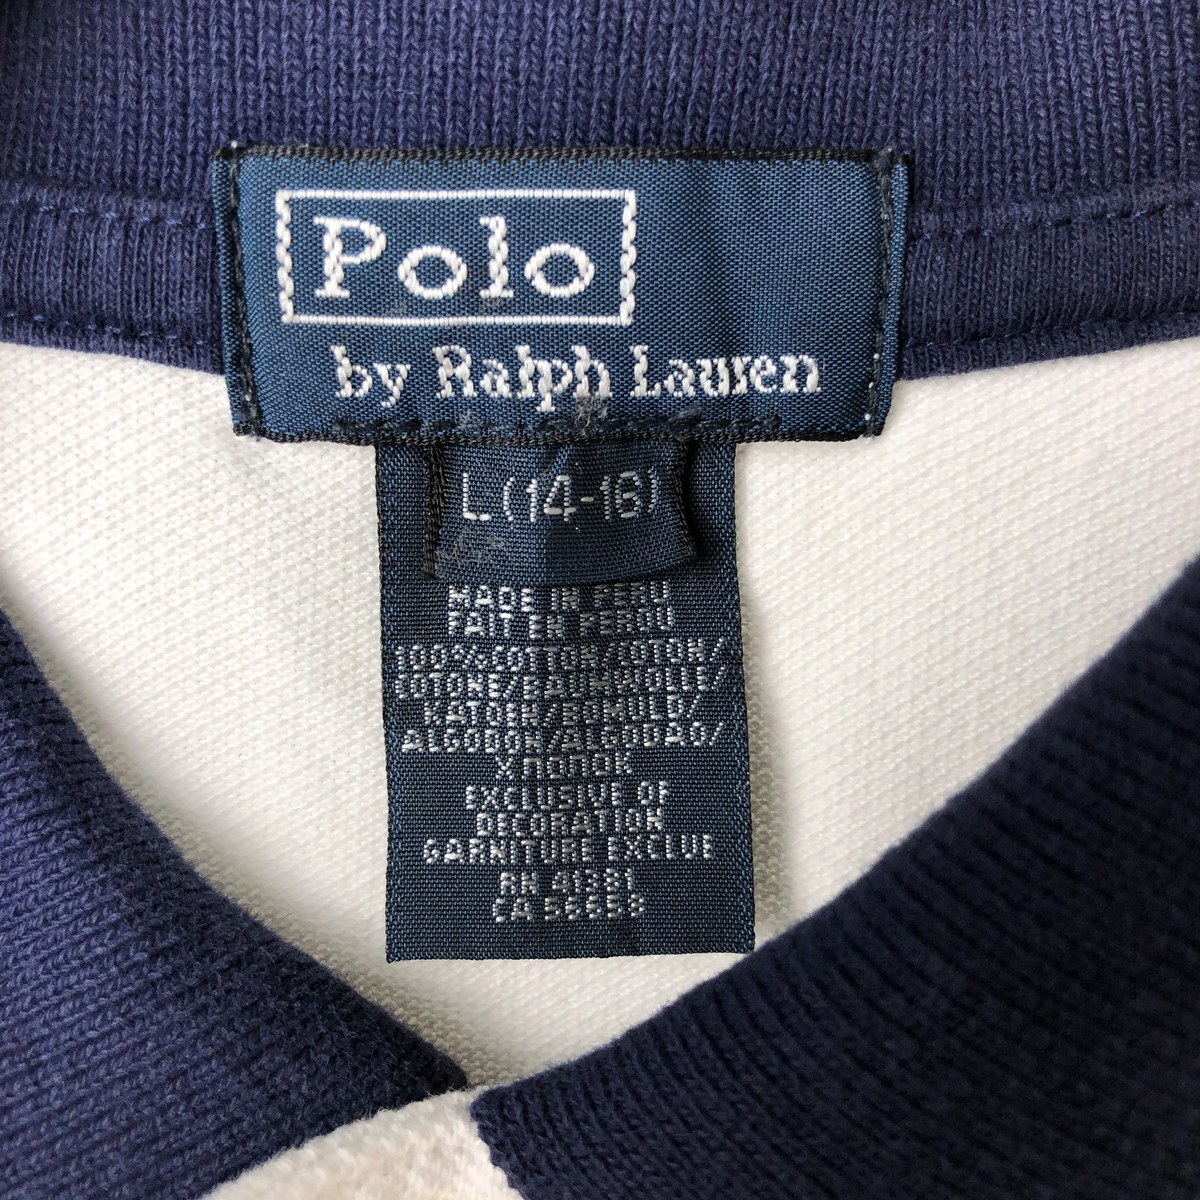 Polo
by Ralph Lauren
L (14-16)
MADE IN PERU
FAIT EN PEROU
100% COTTON/COTON/
COTONE/BAUMWOLLE/
KATOEN/BOMULD/
ALGODON/ALGODAO/
ХЛОПОК
EXCLUSIVE OF
DECORATION
GARNITURE EXCLUE
RN 41381
CA 56658